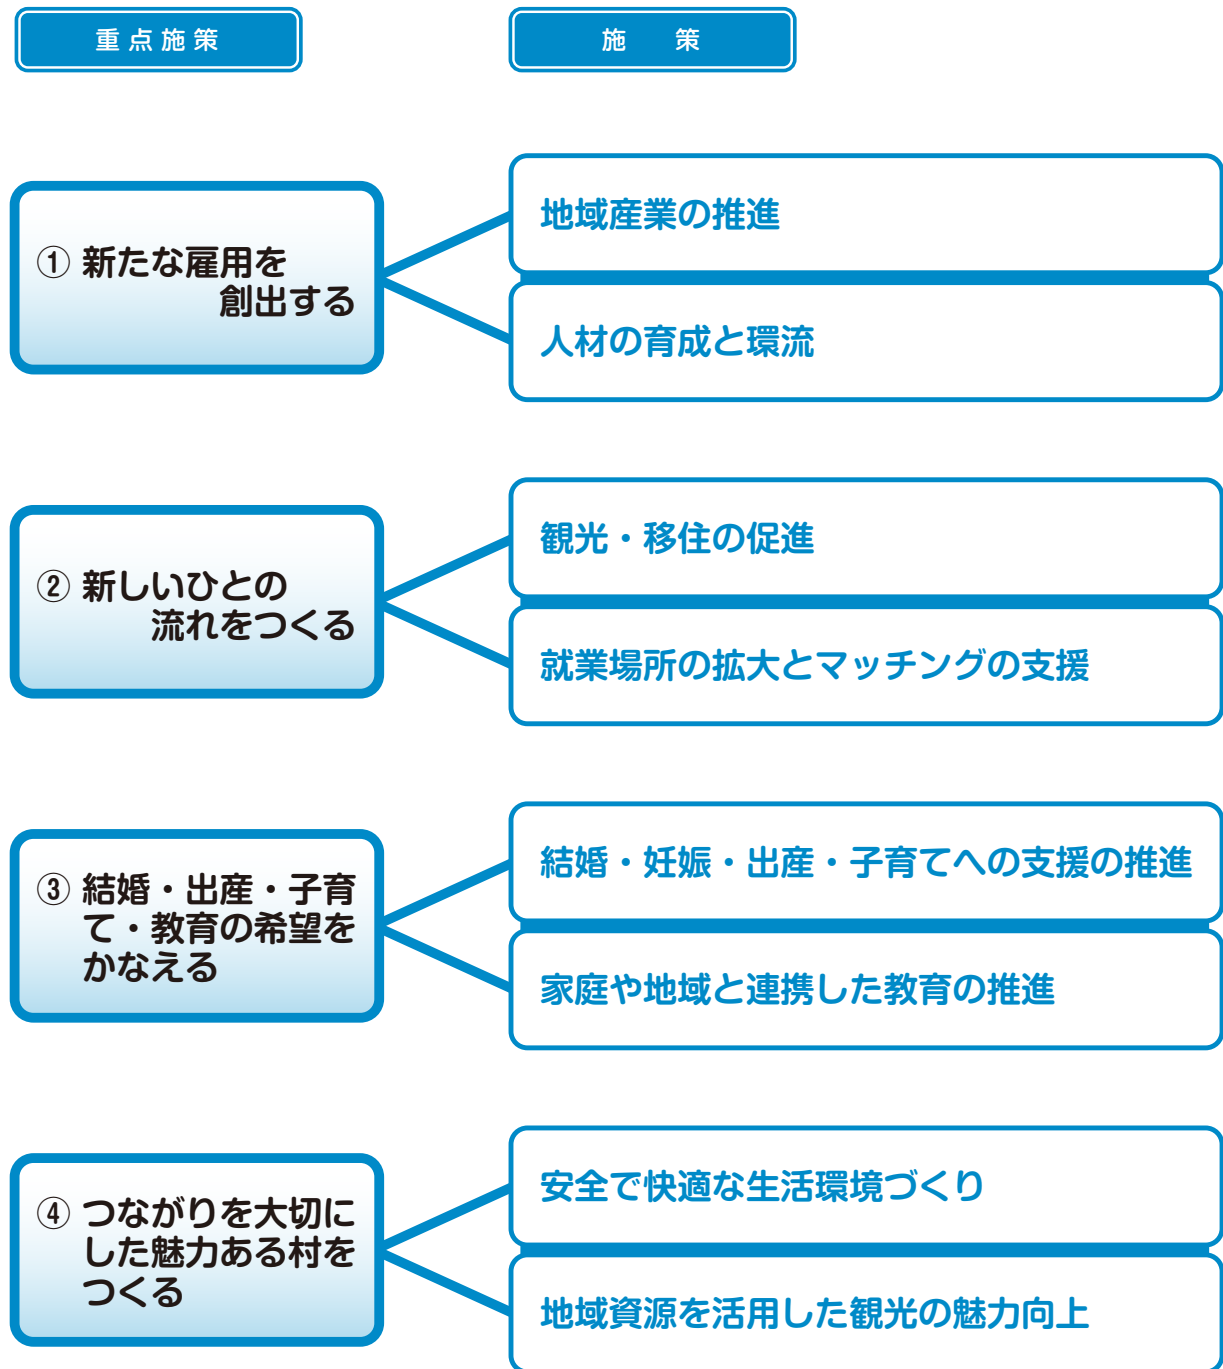 重点施策
施　策
① 新たな雇用を
創出する
地域産業の推進
人材の育成と環流
② 新しいひとの
流れをつくる
観光・移住の促進
就業場所の拡大とマッチングの支援
③ 結婚・出産・子育
て・教育の希望を
かなえる
結婚・妊娠・出産・子育てへの支援の推進
家庭や地域と連携した教育の推進
④ つながりを大切に
した魅力ある村を
つくる
安全で快適な生活環境づくり
地域資源を活用した観光の魅力向上